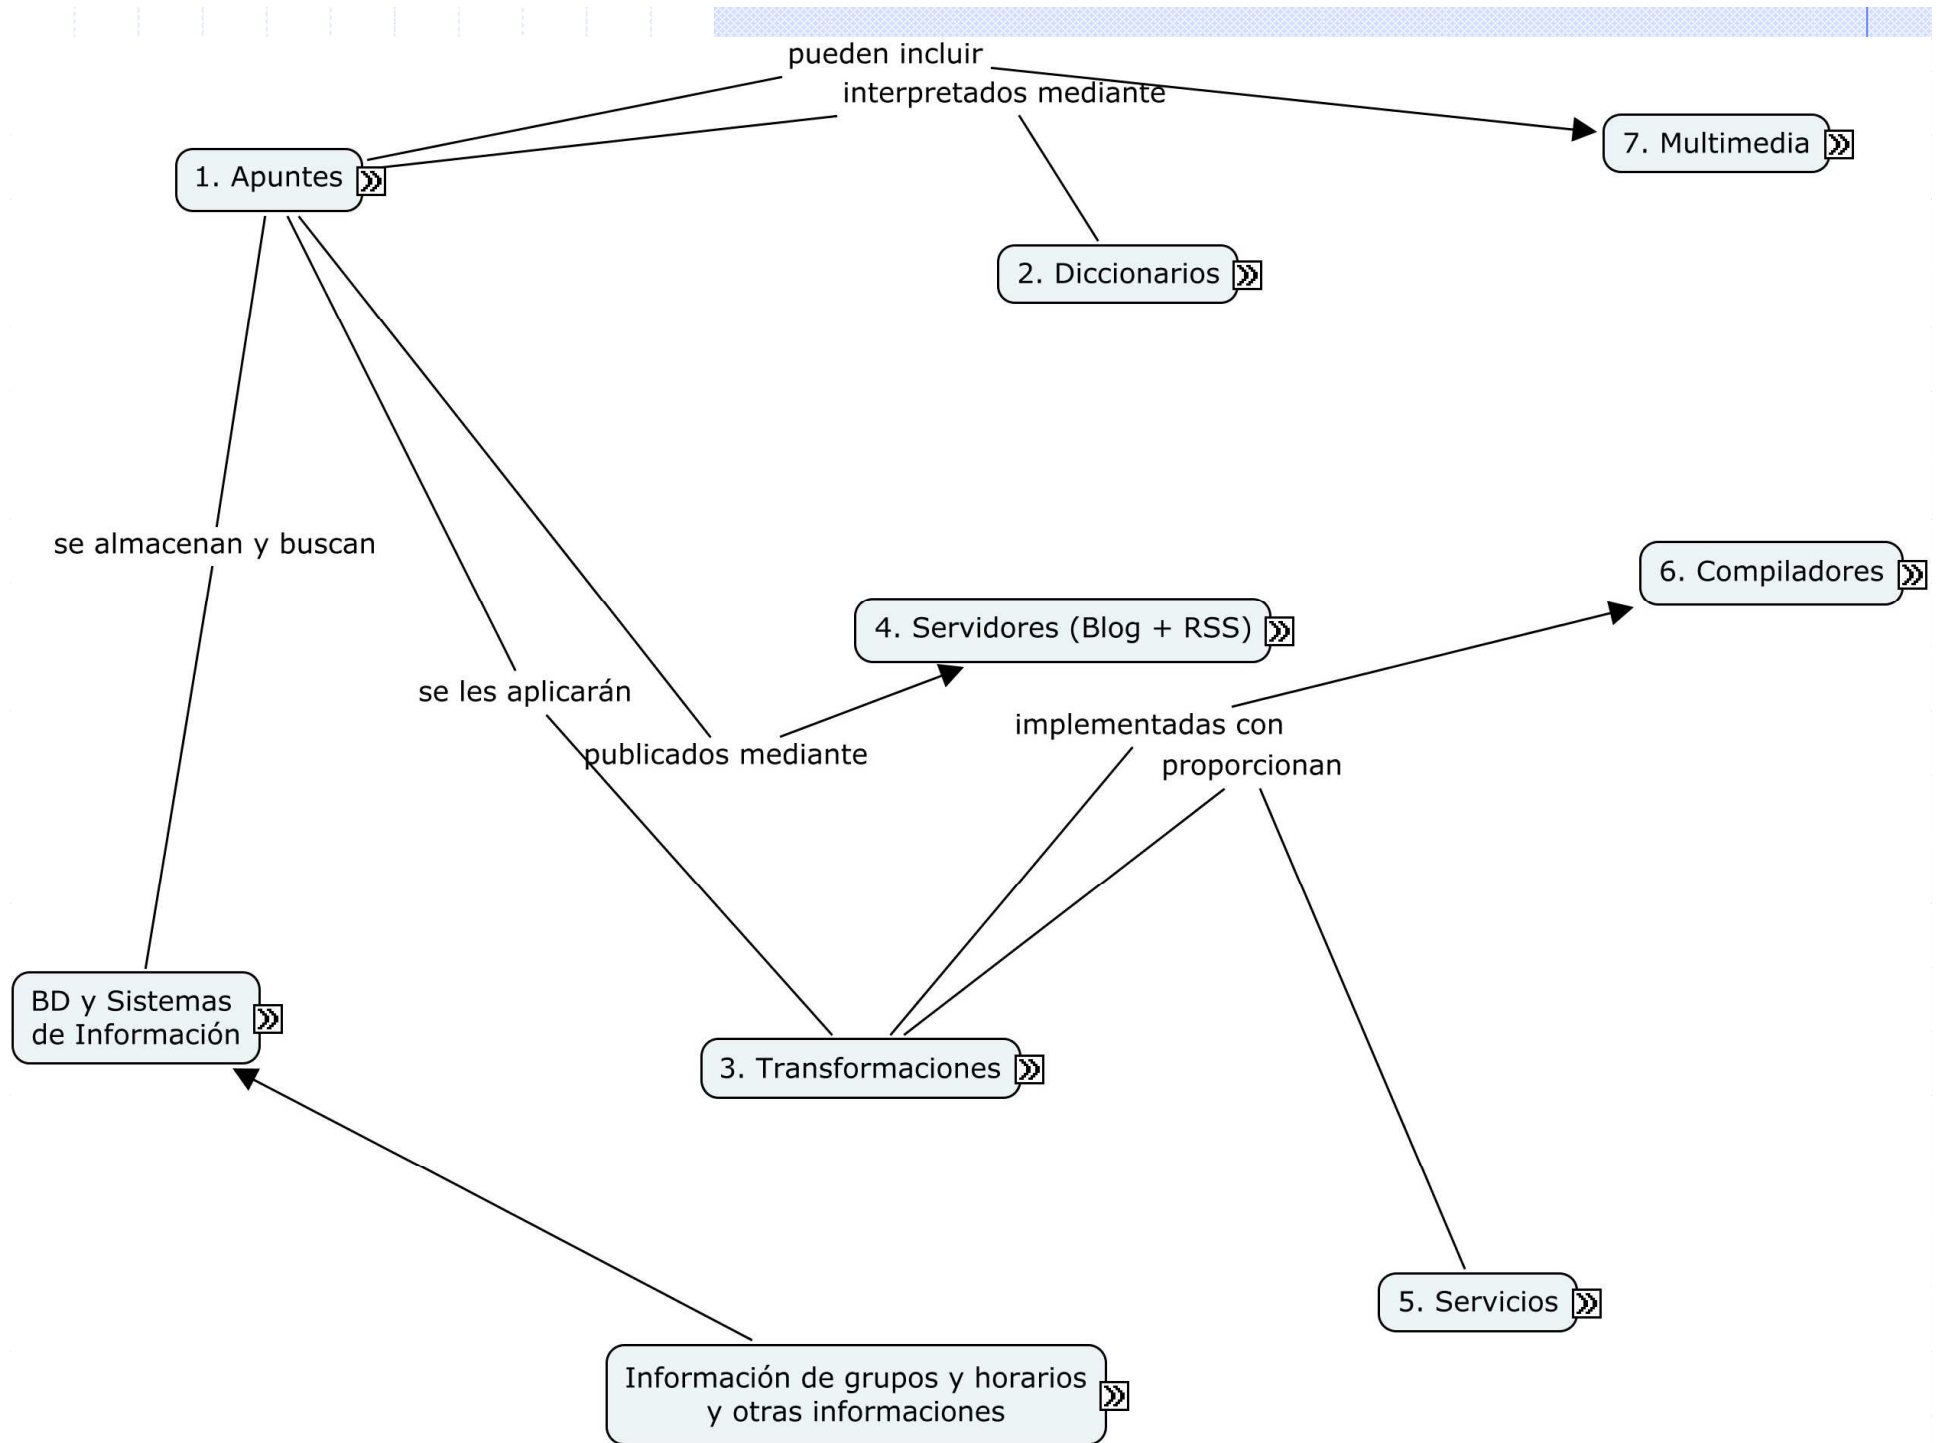 pueden incluir
interpretados mediante
7. Multimedia
1. Apuntes
2. Diccionarios
se almacenan y buscan
6. Compiladores
4. Servidores (Blog + RSS)
se les aplicarán
implementadas con
publicados mediante
proporcionan
BD y Sistemas
de Información
3. Transformaciones
5. Servicios
Información de grupos y horarios
y otras informaciones